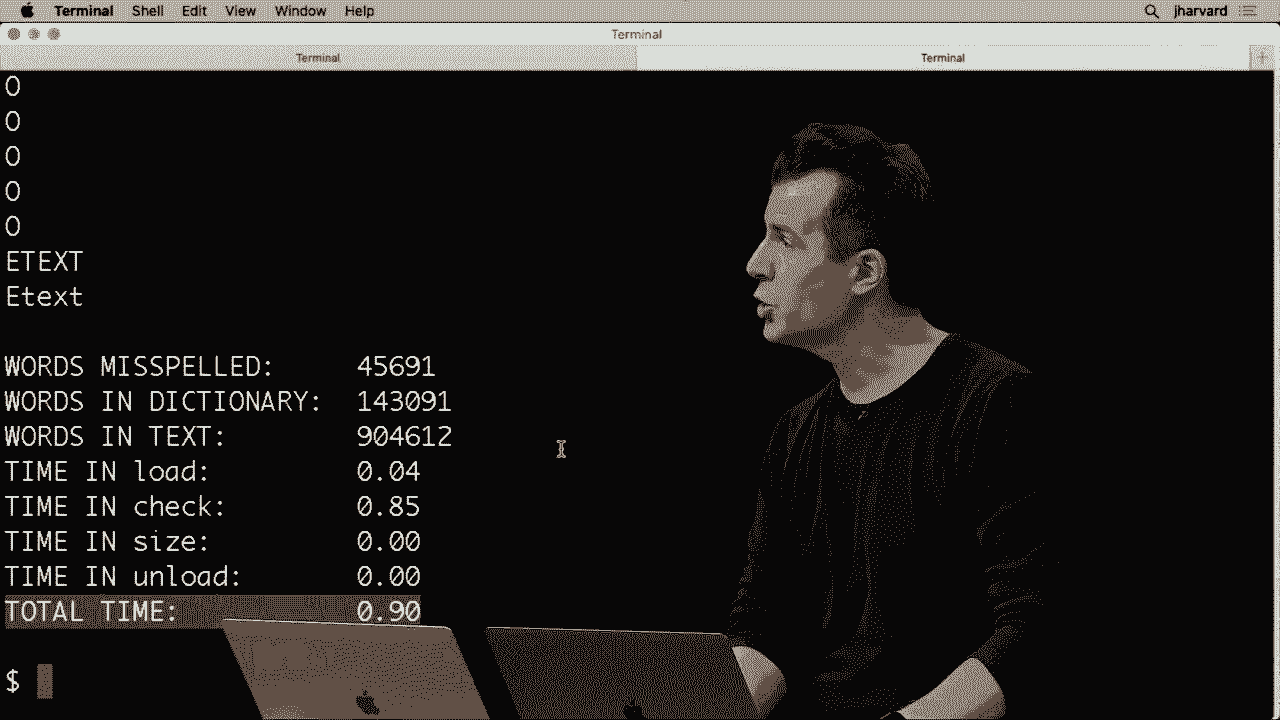 Terminal Shell Edit View Window Help jharvard
Terminal
Terminal Terminal
O
O
O
O
O
ETEXT
Etext
WORDS MISSPELLED: 45691
WORDS IN DICTIONARY: 143091
WORDS IN TEXT: 904612
TIME IN load: 0.04
TIME IN check: 0.85
TIME IN size: 0.00
TIME IN unload: 0.00
TOTAL TIME: 0.90
$